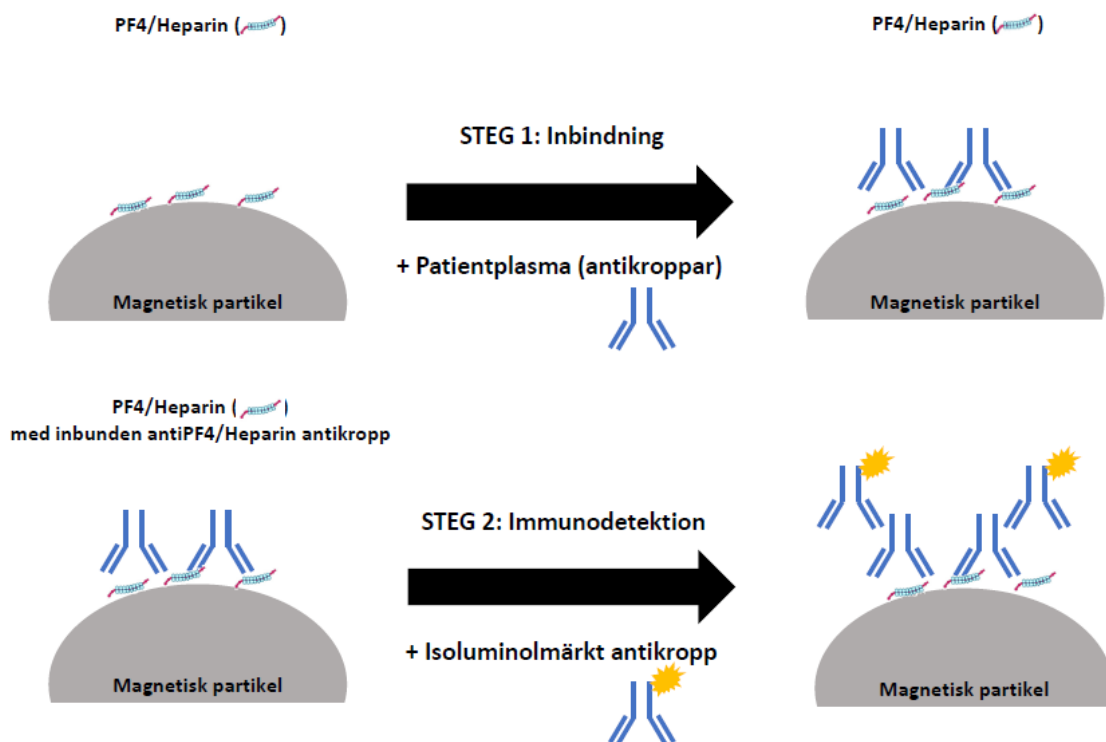 PF4/Heparin ( )
PF4/Heparin ( )
STEG 1: Inbindning
+ Patientplasma (antikroppar)
Magnetisk partikel
Magnetisk partikel
PF4/Heparin ( )
med inbunden antiPF4/Heparin antikropp
STEG 2: Immunodetektion
+ Isoluminolmärkt antikropp
Magnetisk partikel
Magnetisk partikel